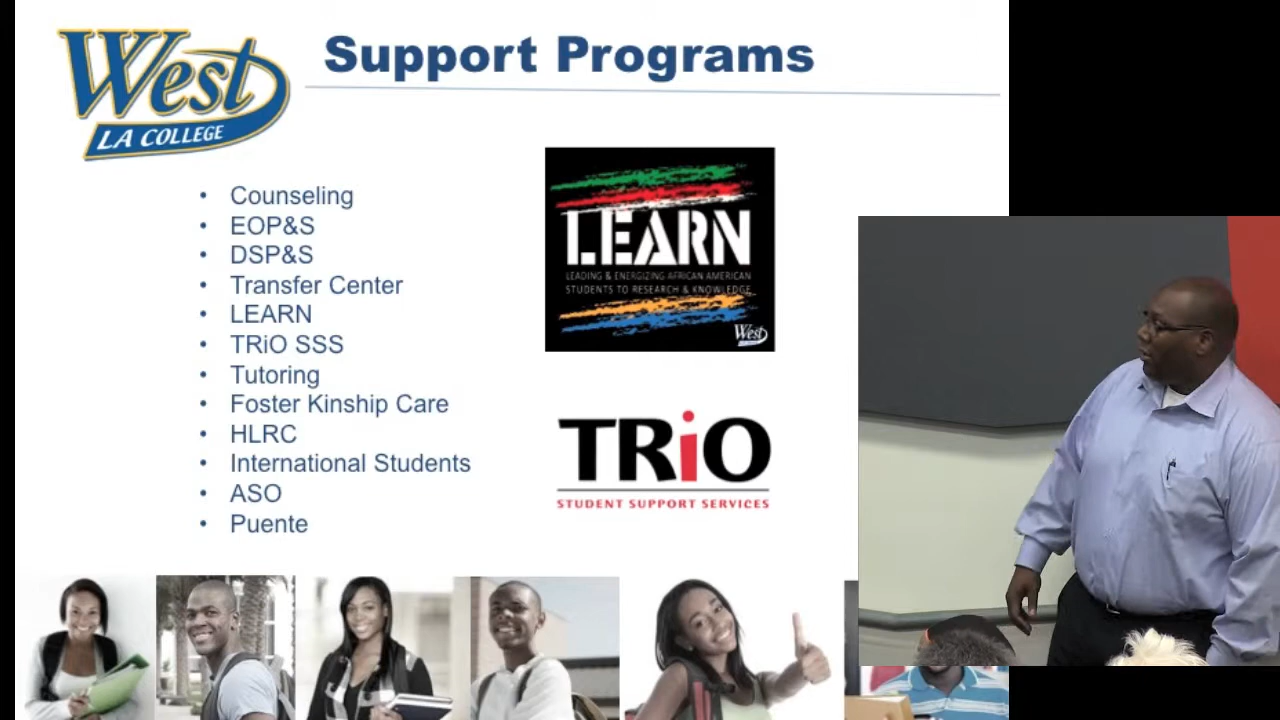 West
LA COLLEGE
Support Programs
• Counseling
• EOP&S
• DSP&S
• Transfer Center
• LEARN
• TRiO SSS
• Tutoring
• Foster Kinship Care
• HLRC
• International Students
• ASO
• Puente
LEARN
LEADING & ENERGIZING AFRICAN AMERICAN
STUDENTS TO RESEARCH & KNOWLEDGE
West
TRiO
STUDENT SUPPORT SERVICES